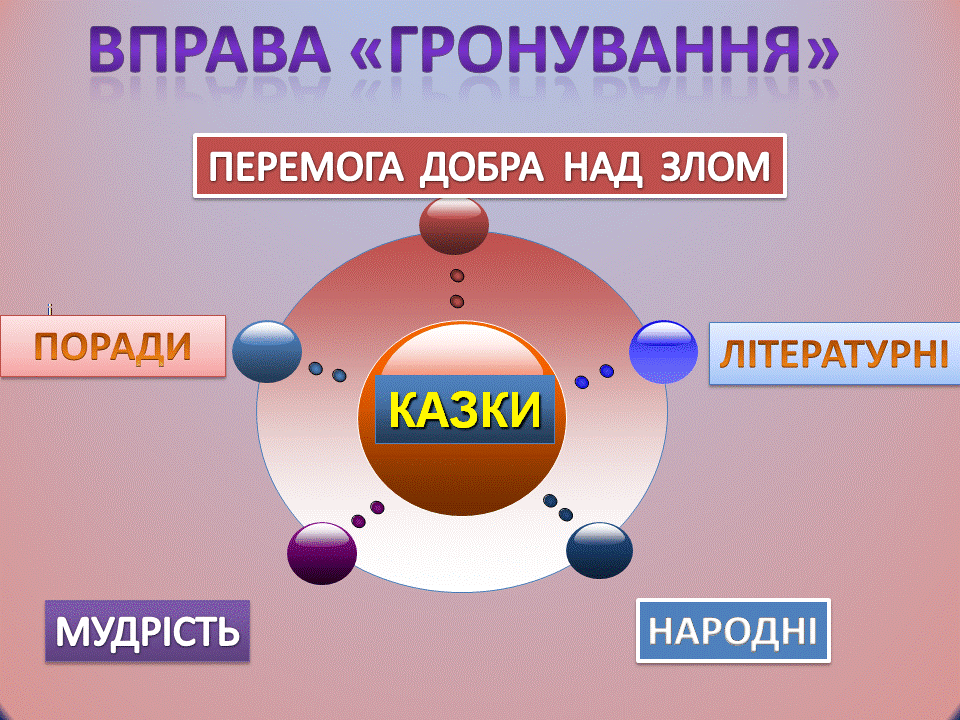 ВПРАВА «ГРОНУВАННЯ»
ПЕРЕМОГА ДОБРА НАД ЗЛОМ
і
ПОРАДИ
ЛІТЕРАТУРНІ
КАЗКИ
МУДРІСТЬ
НАРОДНІ